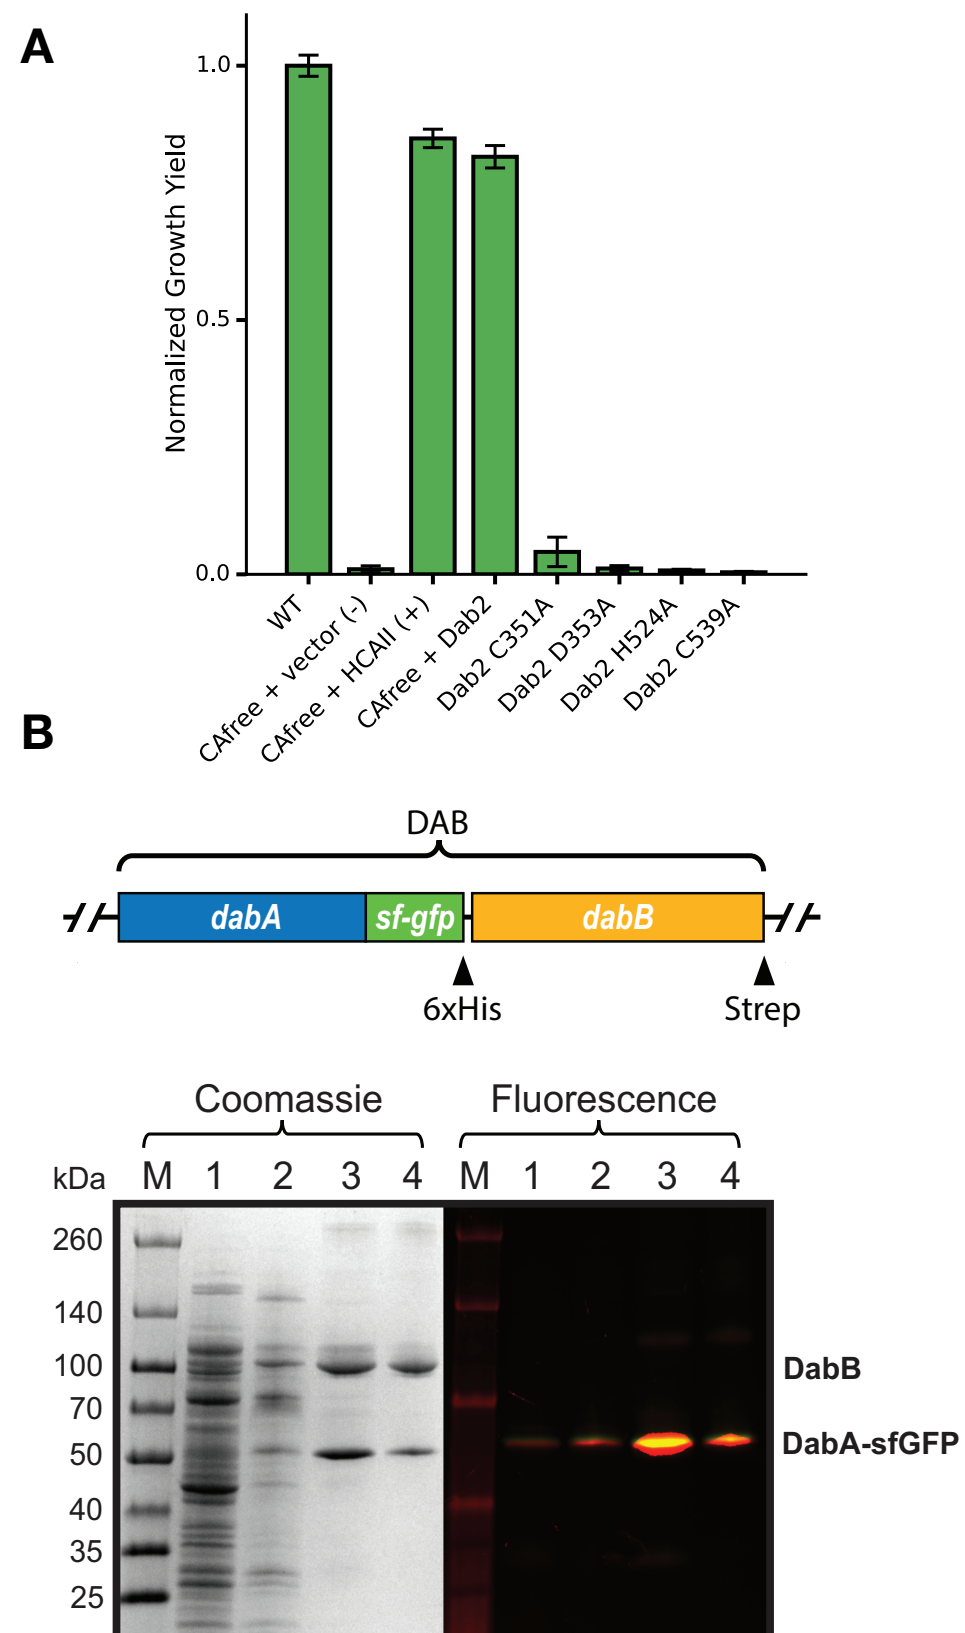 A
Normalized Growth Yield
1.0
0.5
0.0
WT
CAfree + vector (-)
CAfree + HCAII (+)
CAfree + Dab2
Dab2 C351A
Dab2 D353A
Dab2 H524A
Dab2 C539A
B
DAB
dabA sf-gfp dabB
6xHis Strep
Coomassie Fluorescence
kDa M 1 2 3 4 M 1 2 3 4
260
140
100 DabB
70
50 DabA-sfGFP
40
35
25